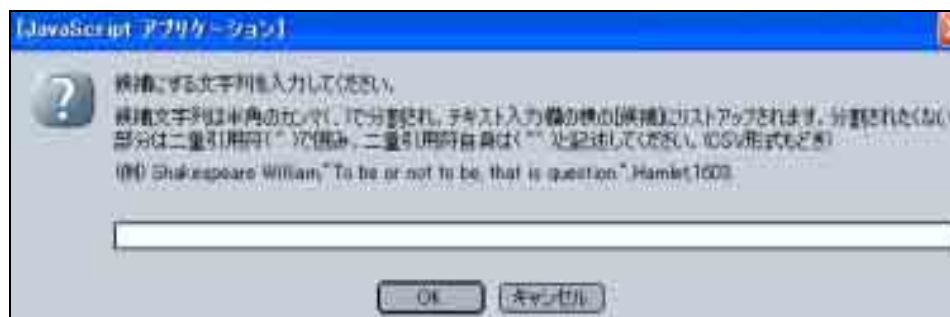 [JavaScript アプリケーション]
候補にする文字列を入力してください。
候補文字列は半角のカンマ(,)で分割され、テキスト入力欄の横の[候補]にリストアップされます。分割されたくない
部分は二重引用符(")で囲み、二重引用符自身は("")と記述してください。(CSV形式もどき)
(例) Shakespeare William,"To be or not to be, that is question.",Hamlet,1603
OK
キャンセル